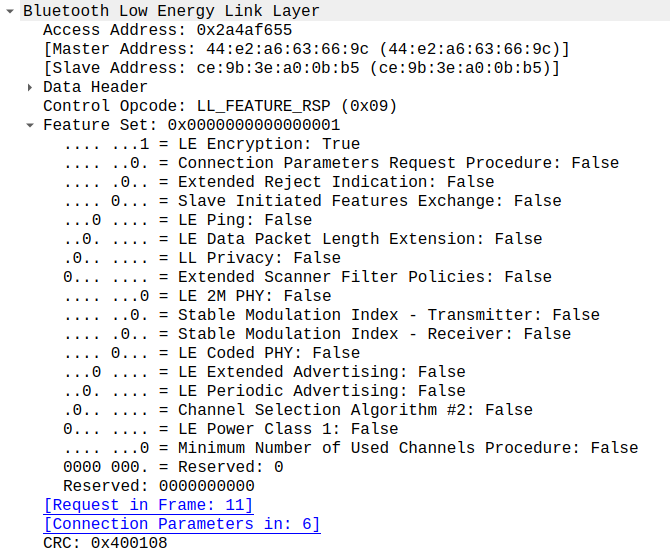 Bluetooth Low Energy Link Layer
Access Address: 0x2a4af655
[Master Address: 44:e2:a6:63:66:9c (44:e2:a6:63:66:9c)]
[Slave Address: ce:9b:3e:a0:0b:b5 (ce:9b:3e:a0:0b:b5)]
Data Header
Control Opcode: LL_FEATURE_RSP (0x09)
Feature Set: 0x0000000000000001
.... ...1 = LE Encryption: True
.... ..0. = Connection Parameters Request Procedure: False
.... .0.. = Extended Reject Indication: False
.... 0... = Slave Initiated Features Exchange: False
...0 .... = LE Ping: False
..0. .... = LE Data Packet Length Extension: False
.0.. .... = LL Privacy: False
0... .... = Extended Scanner Filter Policies: False
.... ...0 = LE 2M PHY: False
.... ..0. = Stable Modulation Index - Transmitter: False
.... .0.. = Stable Modulation Index - Receiver: False
.... 0... = LE Coded PHY: False
...0 .... = LE Extended Advertising: False
..0. .... = LE Periodic Advertising: False
.0.. .... = Channel Selection Algorithm #2: False
0... .... = LE Power Class 1: False
.... ...0 = Minimum Number of Used Channels Procedure: False
0000 000. = Reserved: 0
Reserved: 0000000000
[Request in Frame: 11]
[Connection Parameters in: 6]
CRC: 0x400108